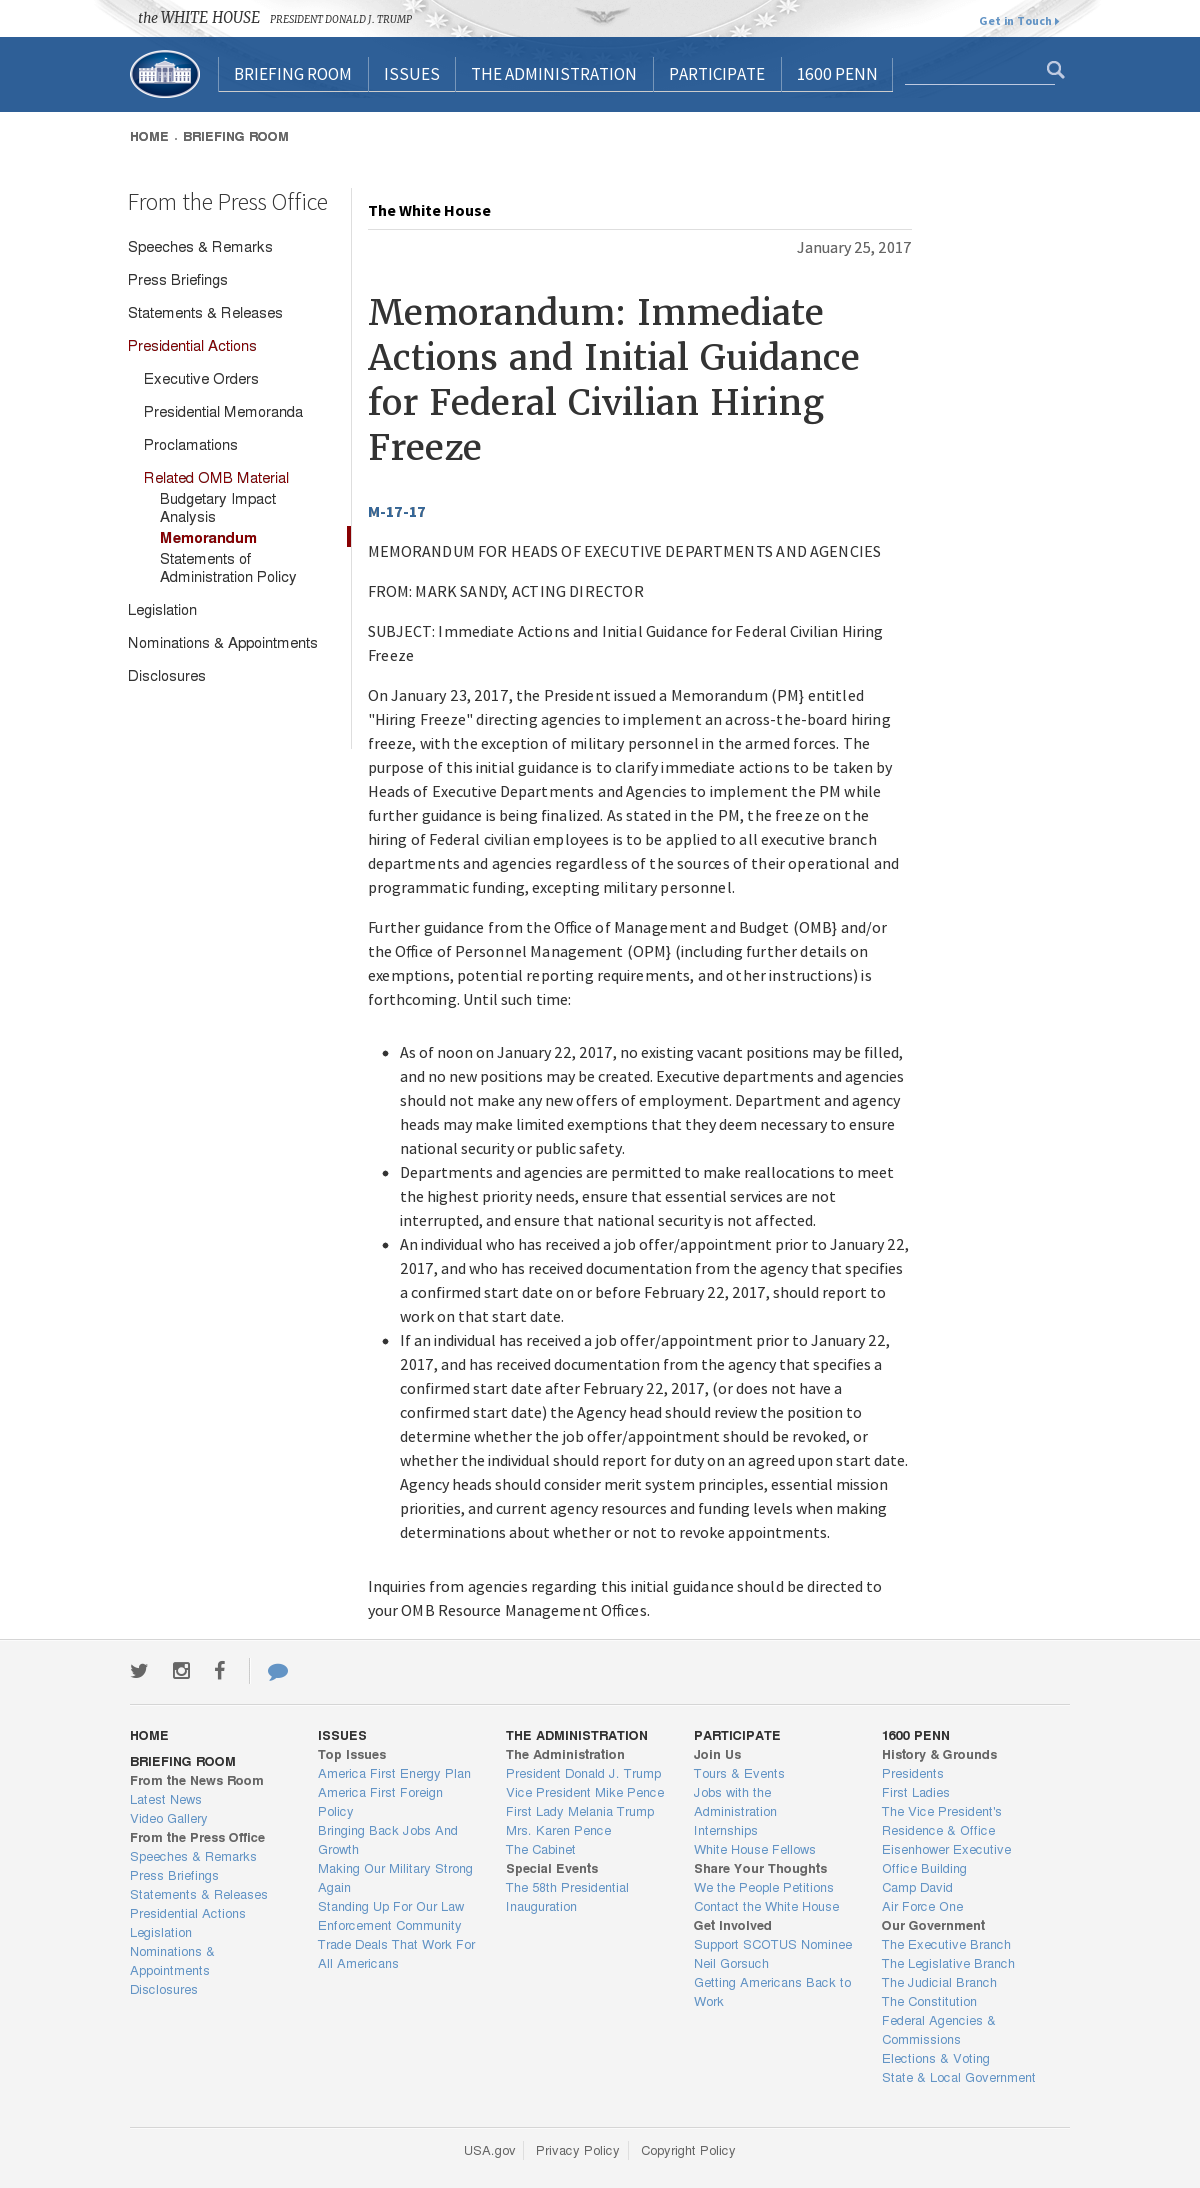 the WHITE HOUSE PRESIDENT DONALD J. TRUMP
Get in Touch
BRIEFING ROOM
ISSUES
THE ADMINISTRATION
PARTICIPATE
1600 PENN
HOME · BRIEFING ROOM
From the Press Office
Speeches & Remarks
Press Briefings
Statements & Releases
Presidential Actions
Executive Orders
Presidential Memoranda
Proclamations
Related OMB Material
Budgetary Impact
Analysis
Memorandum
Statements of
Administration Policy
Legislation
Nominations & Appointments
Disclosures
The White House
January 25, 2017
Memorandum: Immediate
Actions and Initial Guidance
for Federal Civilian Hiring
Freeze
M-17-17
MEMORANDUM FOR HEADS OF EXECUTIVE DEPARTMENTS AND AGENCIES
FROM: MARK SANDY, ACTING DIRECTOR
SUBJECT: Immediate Actions and Initial Guidance for Federal Civilian Hiring
Freeze
On January 23, 2017, the President issued a Memorandum (PM} entitled
"Hiring Freeze" directing agencies to implement an across-the-board hiring
freeze, with the exception of military personnel in the armed forces. The
purpose of this initial guidance is to clarify immediate actions to be taken by
Heads of Executive Departments and Agencies to implement the PM while
further guidance is being finalized. As stated in the PM, the freeze on the
hiring of Federal civilian employees is to be applied to all executive branch
departments and agencies regardless of the sources of their operational and
programmatic funding, excepting military personnel.
Further guidance from the Office of Management and Budget (OMB} and/or
the Office of Personnel Management (OPM} (including further details on
exemptions, potential reporting requirements, and other instructions) is
forthcoming. Until such time:
• As of noon on January 22, 2017, no existing vacant positions may be filled,
and no new positions may be created. Executive departments and agencies
should not make any new offers of employment. Department and agency
heads may make limited exemptions that they deem necessary to ensure
national security or public safety.
• Departments and agencies are permitted to make reallocations to meet
the highest priority needs, ensure that essential services are not
interrupted, and ensure that national security is not affected.
• An individual who has received a job offer/appointment prior to January 22,
2017, and who has received documentation from the agency that specifies
a confirmed start date on or before February 22, 2017, should report to
work on that start date.
• If an individual has received a job offer/appointment prior to January 22,
2017, and has received documentation from the agency that specifies a
confirmed start date after February 22, 2017, (or does not have a
confirmed start date) the Agency head should review the position to
determine whether the job offer/appointment should be revoked, or
whether the individual should report for duty on an agreed upon start date.
Agency heads should consider merit system principles, essential mission
priorities, and current agency resources and funding levels when making
determinations about whether or not to revoke appointments.
Inquiries from agencies regarding this initial guidance should be directed to
your OMB Resource Management Offices.
HOME
BRIEFING ROOM
From the News Room
Latest News
Video Gallery
From the Press Office
Speeches & Remarks
Press Briefings
Statements & Releases
Presidential Actions
Legislation
Nominations &
Appointments
Disclosures
ISSUES
Top Issues
America First Energy Plan
America First Foreign
Policy
Bringing Back Jobs And
Growth
Making Our Military Strong
Again
Standing Up For Our Law
Enforcement Community
Trade Deals That Work For
All Americans
THE ADMINISTRATION
The Administration
President Donald J. Trump
Vice President Mike Pence
First Lady Melania Trump
Mrs. Karen Pence
The Cabinet
Special Events
The 58th Presidential
Inauguration
PARTICIPATE
Join Us
Tours & Events
Jobs with the
Administration
Internships
White House Fellows
Share Your Thoughts
We the People Petitions
Contact the White House
Get Involved
Support SCOTUS Nominee
Neil Gorsuch
Getting Americans Back to
Work
1600 PENN
History & Grounds
Presidents
First Ladies
The Vice President's
Residence & Office
Eisenhower Executive
Office Building
Camp David
Air Force One
Our Government
The Executive Branch
The Legislative Branch
The Judicial Branch
The Constitution
Federal Agencies &
Commissions
Elections & Voting
State & Local Government
USA.gov
Privacy Policy
Copyright Policy